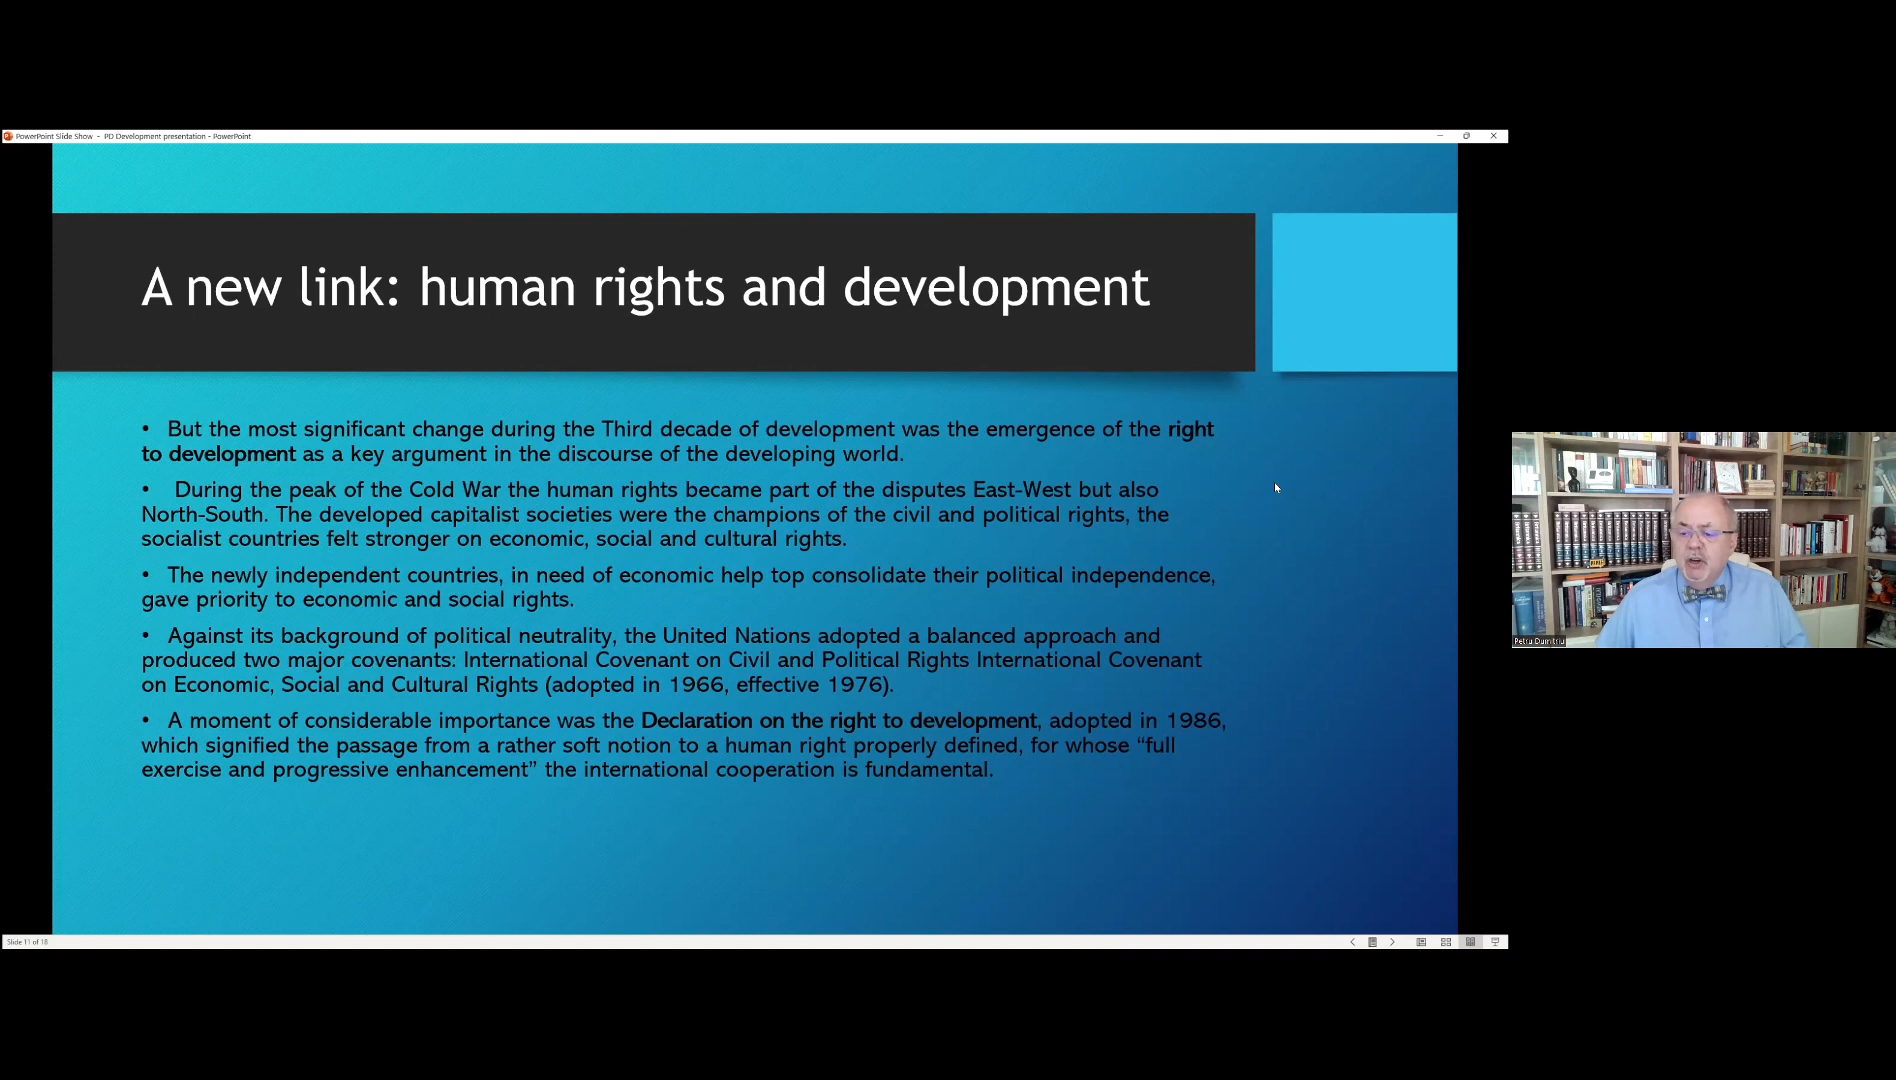 PowerPoint Slide Show - PD Development presentation - PowerPoint
A new link: human rights and development
• But the most significant change during the Third decade of development was the emergence of the right
to development as a key argument in the discourse of the developing world.
• During the peak of the Cold War the human rights became part of the disputes East-West but also
North-South. The developed capitalist societies were the champions of the civil and political rights, the
socialist countries felt stronger on economic, social and cultural rights.
• The newly independent countries, in need of economic help top consolidate their political independence,
gave priority to economic and social rights.
• Against its background of political neutrality, the United Nations adopted a balanced approach and
produced two major covenants: International Covenant on Civil and Political Rights International Covenant
on Economic, Social and Cultural Rights (adopted in 1966, effective 1976).
• A moment of considerable importance was the Declaration on the right to development, adopted in 1986,
which signified the passage from a rather soft notion to a human right properly defined, for whose “full
exercise and progressive enhancement” the international cooperation is fundamental.
Petru Dumitriu
Slide 11 of 18